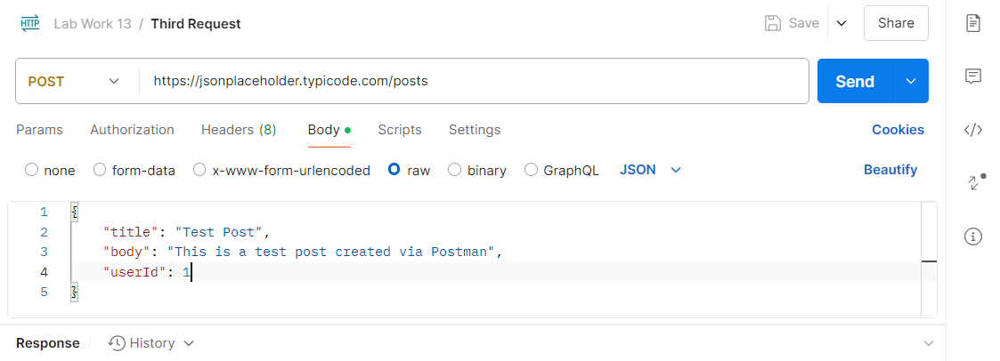 HTTP Lab Work 13 / Third Request Save Share
POST https://jsonplaceholder.typicode.com/posts Send
Params Authorization Headers (8) Body Scripts Settings Cookies
none form-data x-www-form-urlencoded raw binary GraphQL JSON Beautify
1 {
2 "title": "Test Post",
3 "body": "This is a test post created via Postman",
4 "userId": 1
5 }
Response History